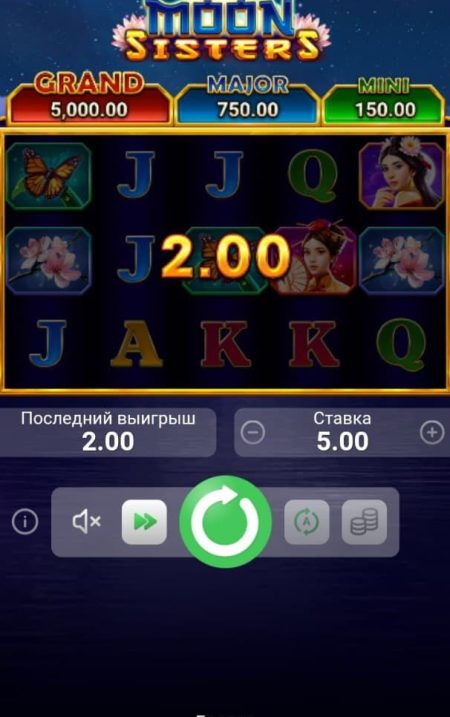 MOON
SISTERS
GRAND MAJOR MINI
5,000.00 750.00 150.00
J J Q
J 2.00
J A K K Q
Последний выигрыш Ставка
2.00 5.00
i A